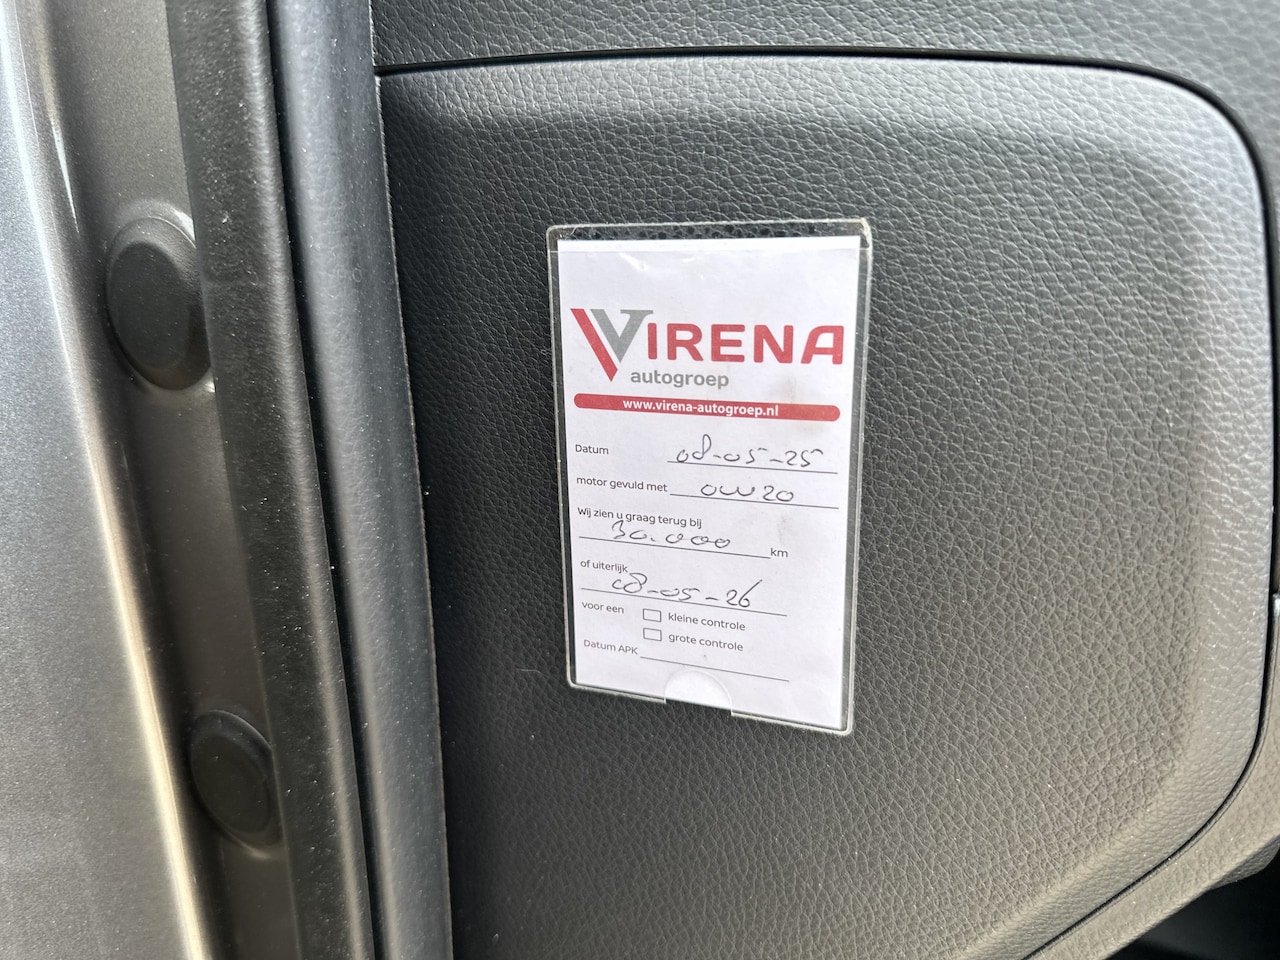 VIRENA
autogroep
www.virena-autogroep.nl
Datum 08-05-25
motor gevuld met 0W20
Wij zien u graag terug bij
30.000 km
of uiterlijk
08-05-26
voor een kleine controle
grote controle
Datum APK